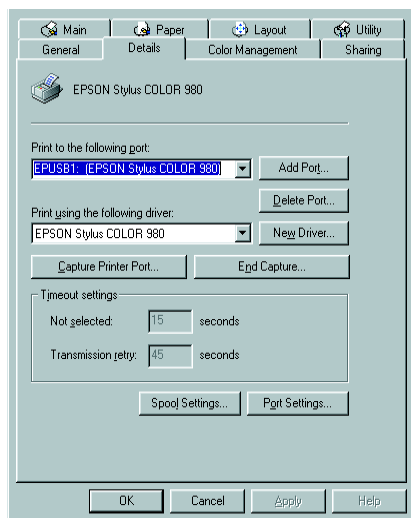 Main Paper Layout Utility
General Details Color Management Sharing
EPSON Stylus COLOR 980
Print to the following port:
EPUSB1: (EPSON Stylus COLOR 980)
Add Port...
Delete Port...
Print using the following driver:
EPSON Stylus COLOR 980
New Driver...
Capture Printer Port... End Capture...
Timeout settings
Not selected: 15 seconds
Transmission retry: 45 seconds
Spool Settings... Port Settings...
OK Cancel Apply Help